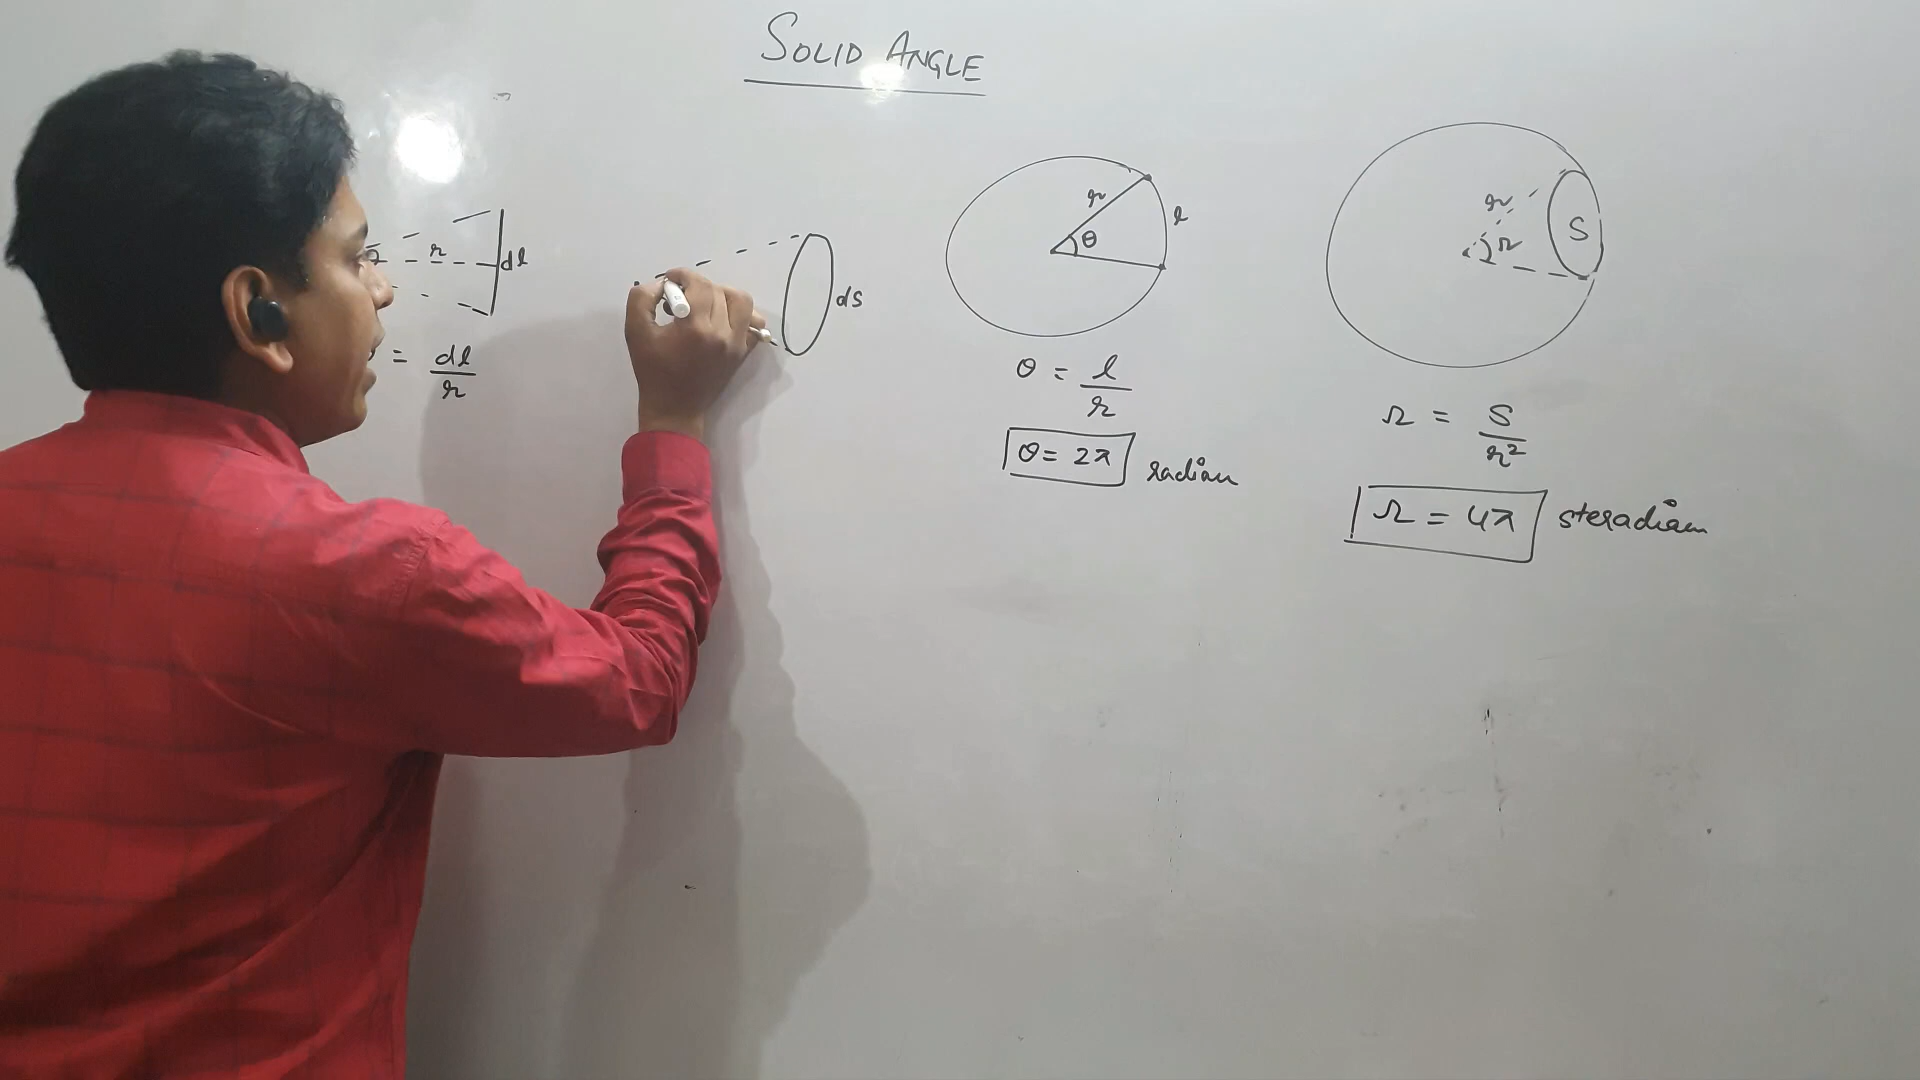 SOLID ANGLE
r
dl
= dl/r
ds
r
θ
l
θ = l/r
θ = 2π radian
r
Ω
S
Ω = S/r²
Ω = 4π steradian